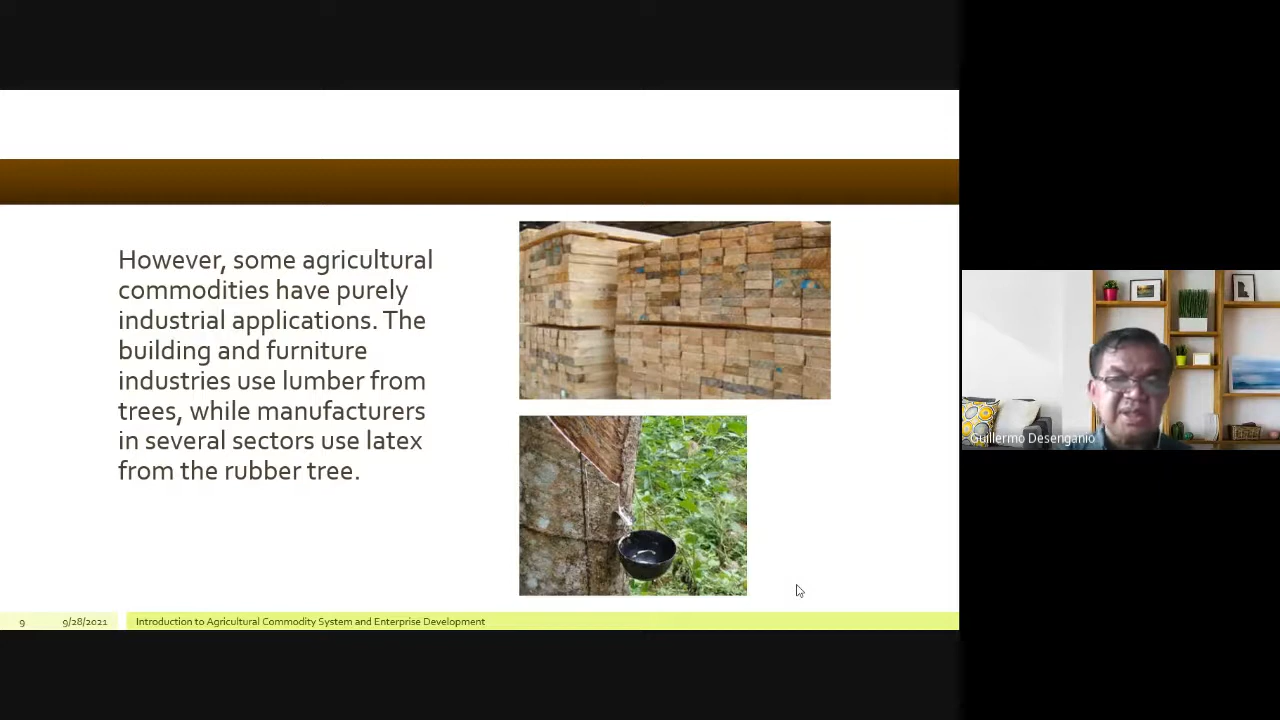 However, some agricultural
commodities have purely
industrial applications. The
building and furniture
industries use lumber from
trees, while manufacturers
in several sectors use latex
from the rubber tree.
9 9/28/2021 Introduction to Agricultural Commodity System and Enterprise Development
Guillermo Desenganio